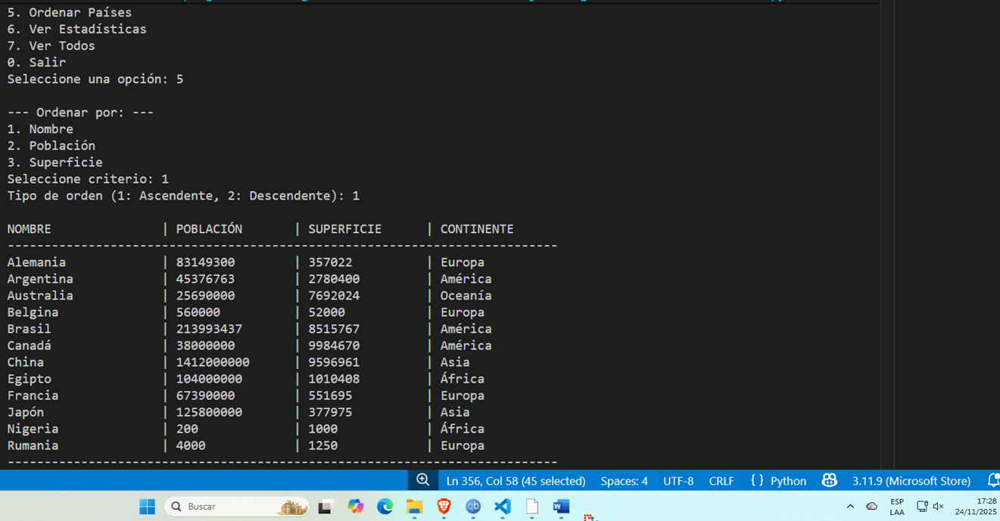 5. Ordenar Países
6. Ver Estadísticas
7. Ver Todos
0. Salir
Seleccione una opción: 5
--- Ordenar por: ---
1. Nombre
2. Población
3. Superficie
Seleccione criterio: 1
Tipo de orden (1: Ascendente, 2: Descendente): 1
NOMBRE | POBLACIÓN | SUPERFICIE | CONTINENTE
---------------------------------------------------------------------------
Alemania | 83149300 | 357022 | Europa
Argentina | 45376763 | 2780400 | América
Australia | 25690000 | 7692024 | Oceanía
Belgina | 560000 | 52000 | Europa
Brasil | 213993437 | 8515767 | América
Canadá | 38000000 | 9984670 | América
China | 1412000000 | 9596961 | Asia
Egipto | 104000000 | 1010408 | África
Francia | 67390000 | 551695 | Europa
Japón | 125800000 | 377975 | Asia
Nigeria | 200 | 1000 | África
Rumania | 4000 | 1250 | Europa
---------------------------------------------------------------------------
Ln 356, Col 58 (45 selected) Spaces: 4 UTF-8 CRLF { } Python 3.11.9 (Microsoft Store)
Buscar qb W ESP 17:28
LAA 24/11/2025